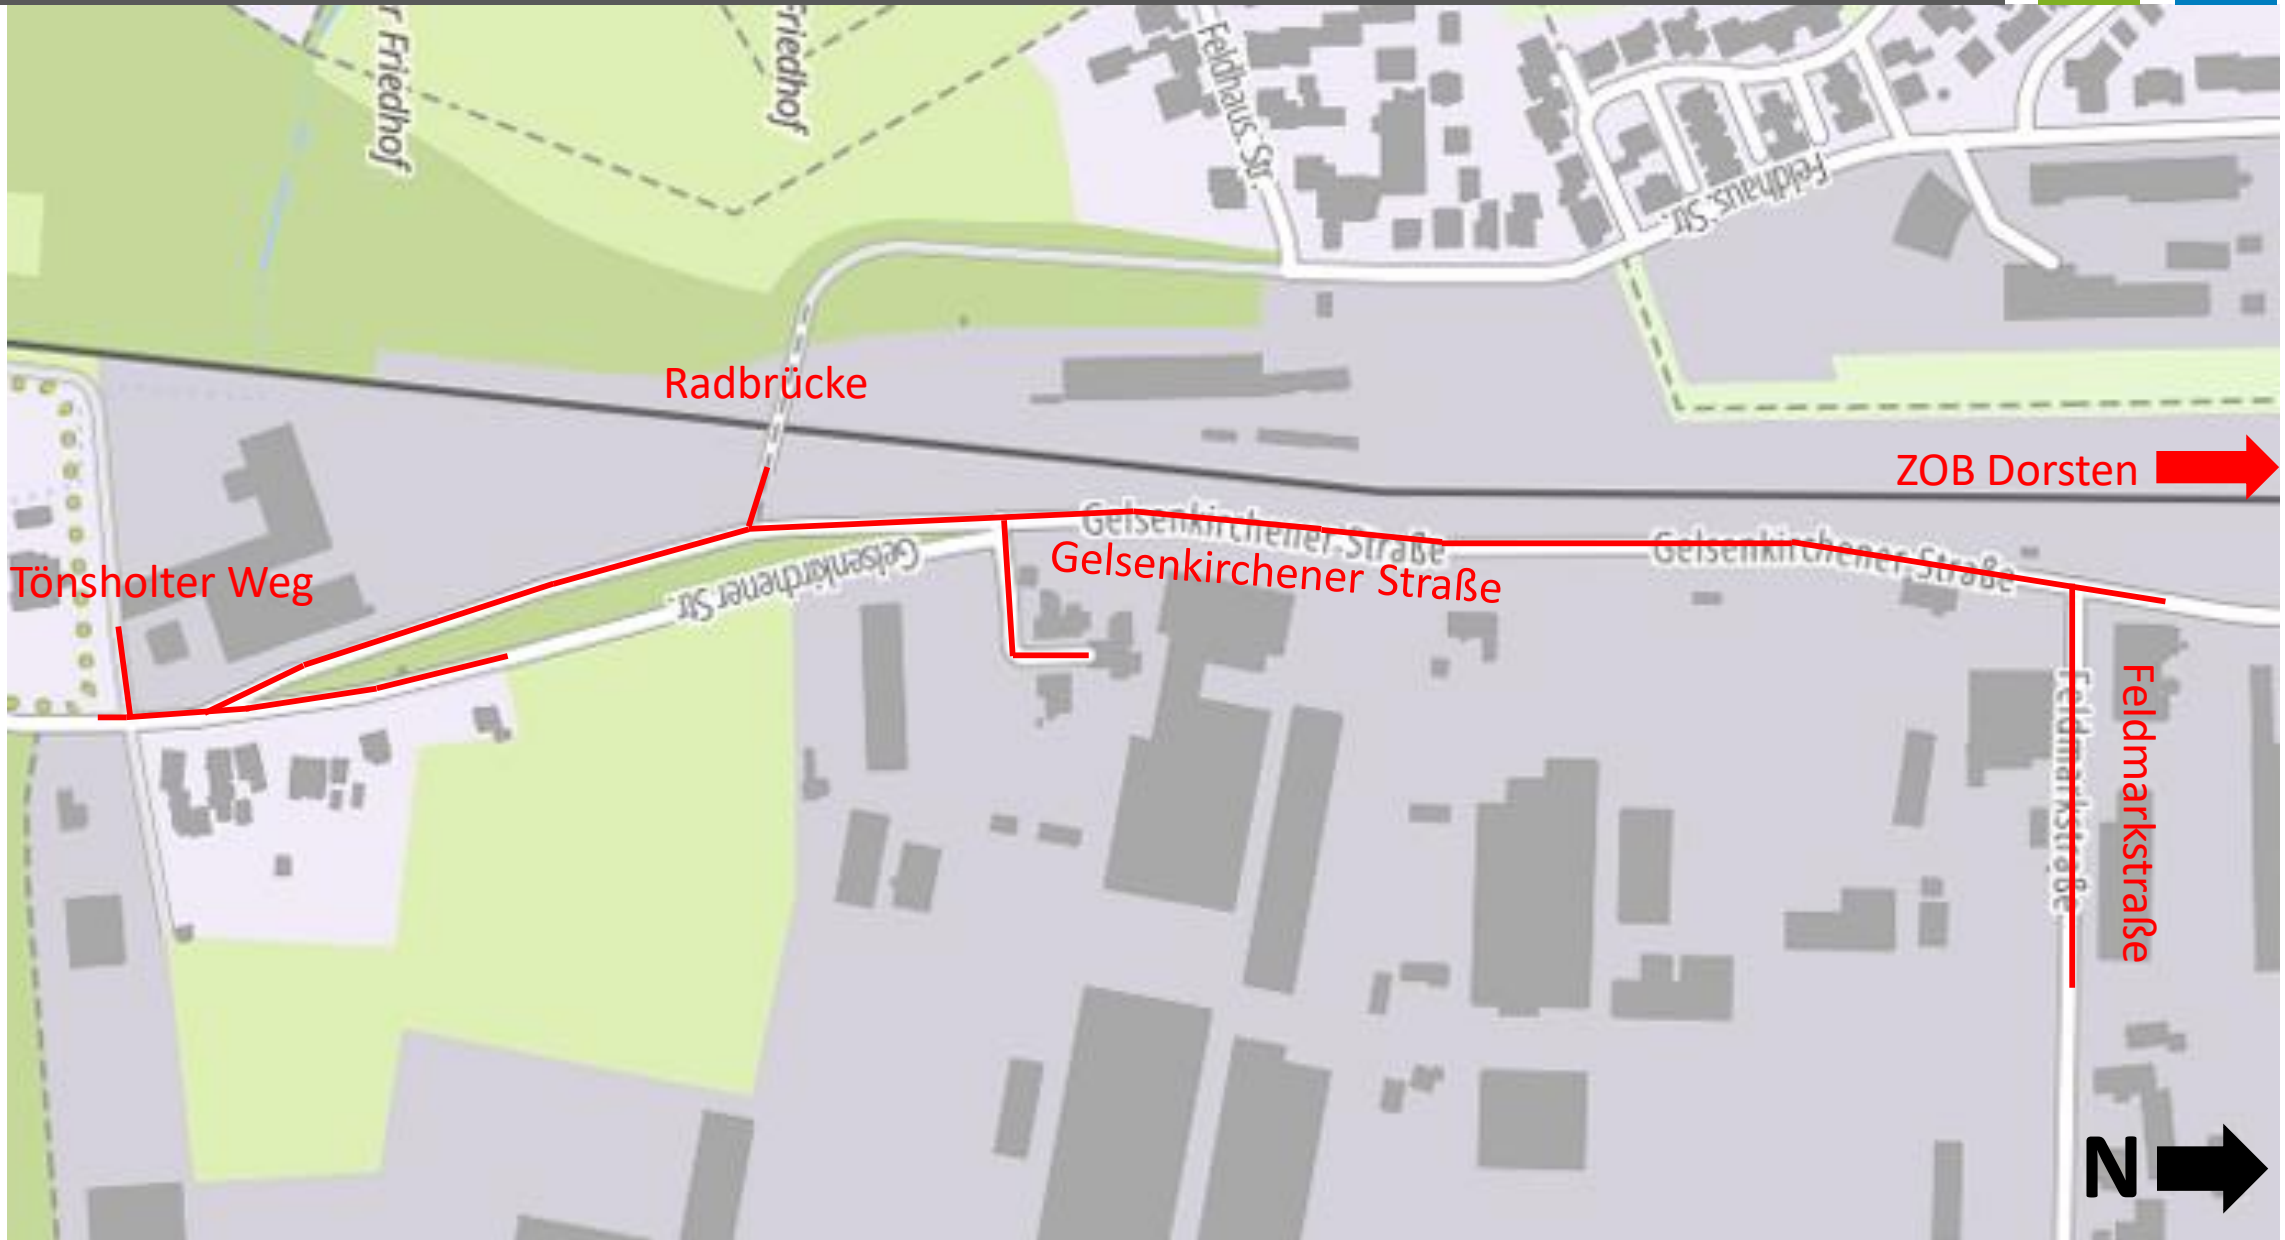 r Friedhof
Friedhof
Feldhaus. Str.
Feldhaus. Str.
Radbrücke
ZOB Dorsten
Gelsenkirchener Straße
Gelsenkirchener Straße
Gelsenkirchener Straße
Gelsenkirchener Str.
Tönsholter Weg
Feldmarkstraße
Feldmarkstraße
N